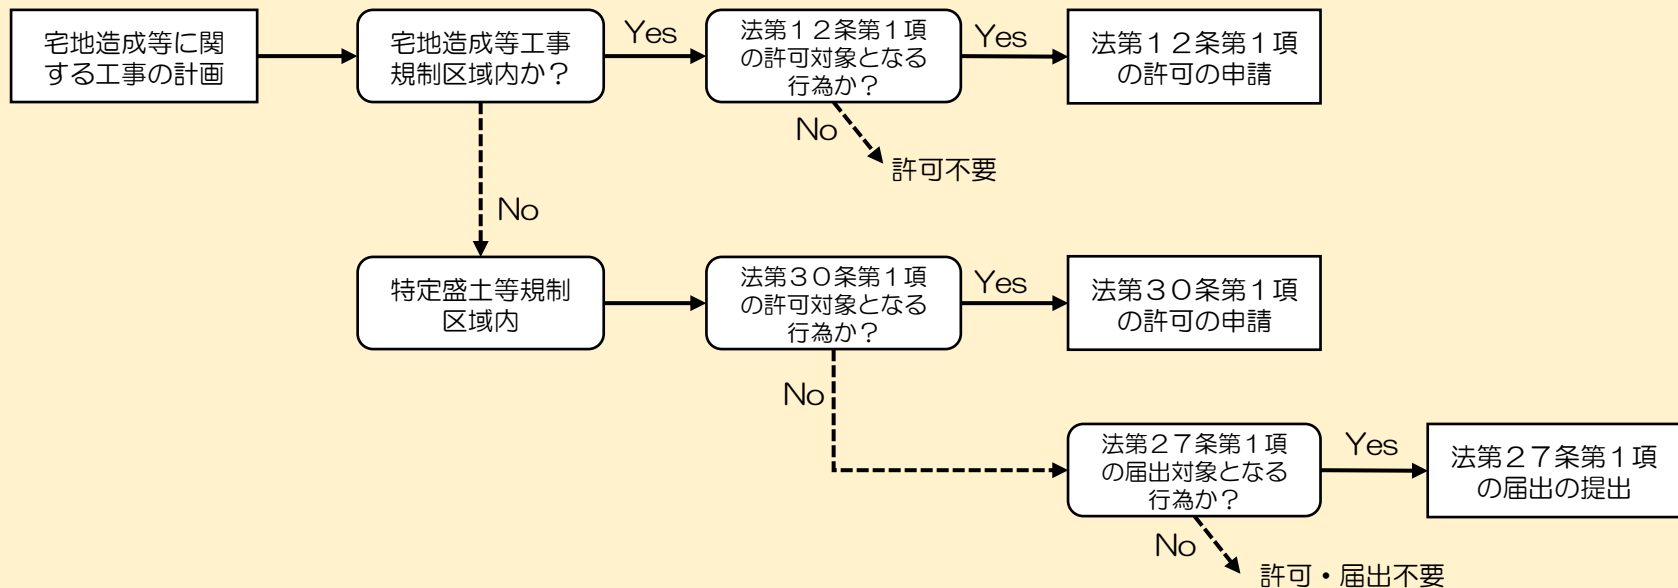 宅地造成等に関
する工事の計画
宅地造成等工事
規制区域内か？
Yes
法第１２条第１項
の許可対象となる
行為か？
Yes
法第１２条第１項
の許可の申請
No
許可不要
No
特定盛土等規制
区域内
法第３０条第１項
の許可対象となる
行為か？
Yes
法第３０条第１項
の許可の申請
No
法第２７条第１項
の届出対象となる
行為か？
Yes
法第２７条第１項
の届出の提出
No
許可・届出不要